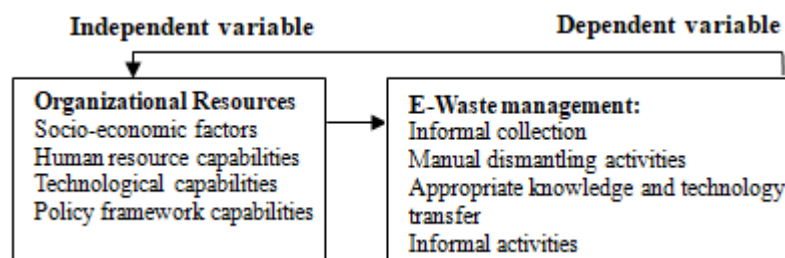 Independent variable
Dependent variable
Organizational Resources
Socio-economic factors
Human resource capabilities
Technological capabilities
Policy framework capabilities
E-Waste management:
Informal collection
Manual dismantling activities
Appropriate knowledge and technology
transfer
Informal activities